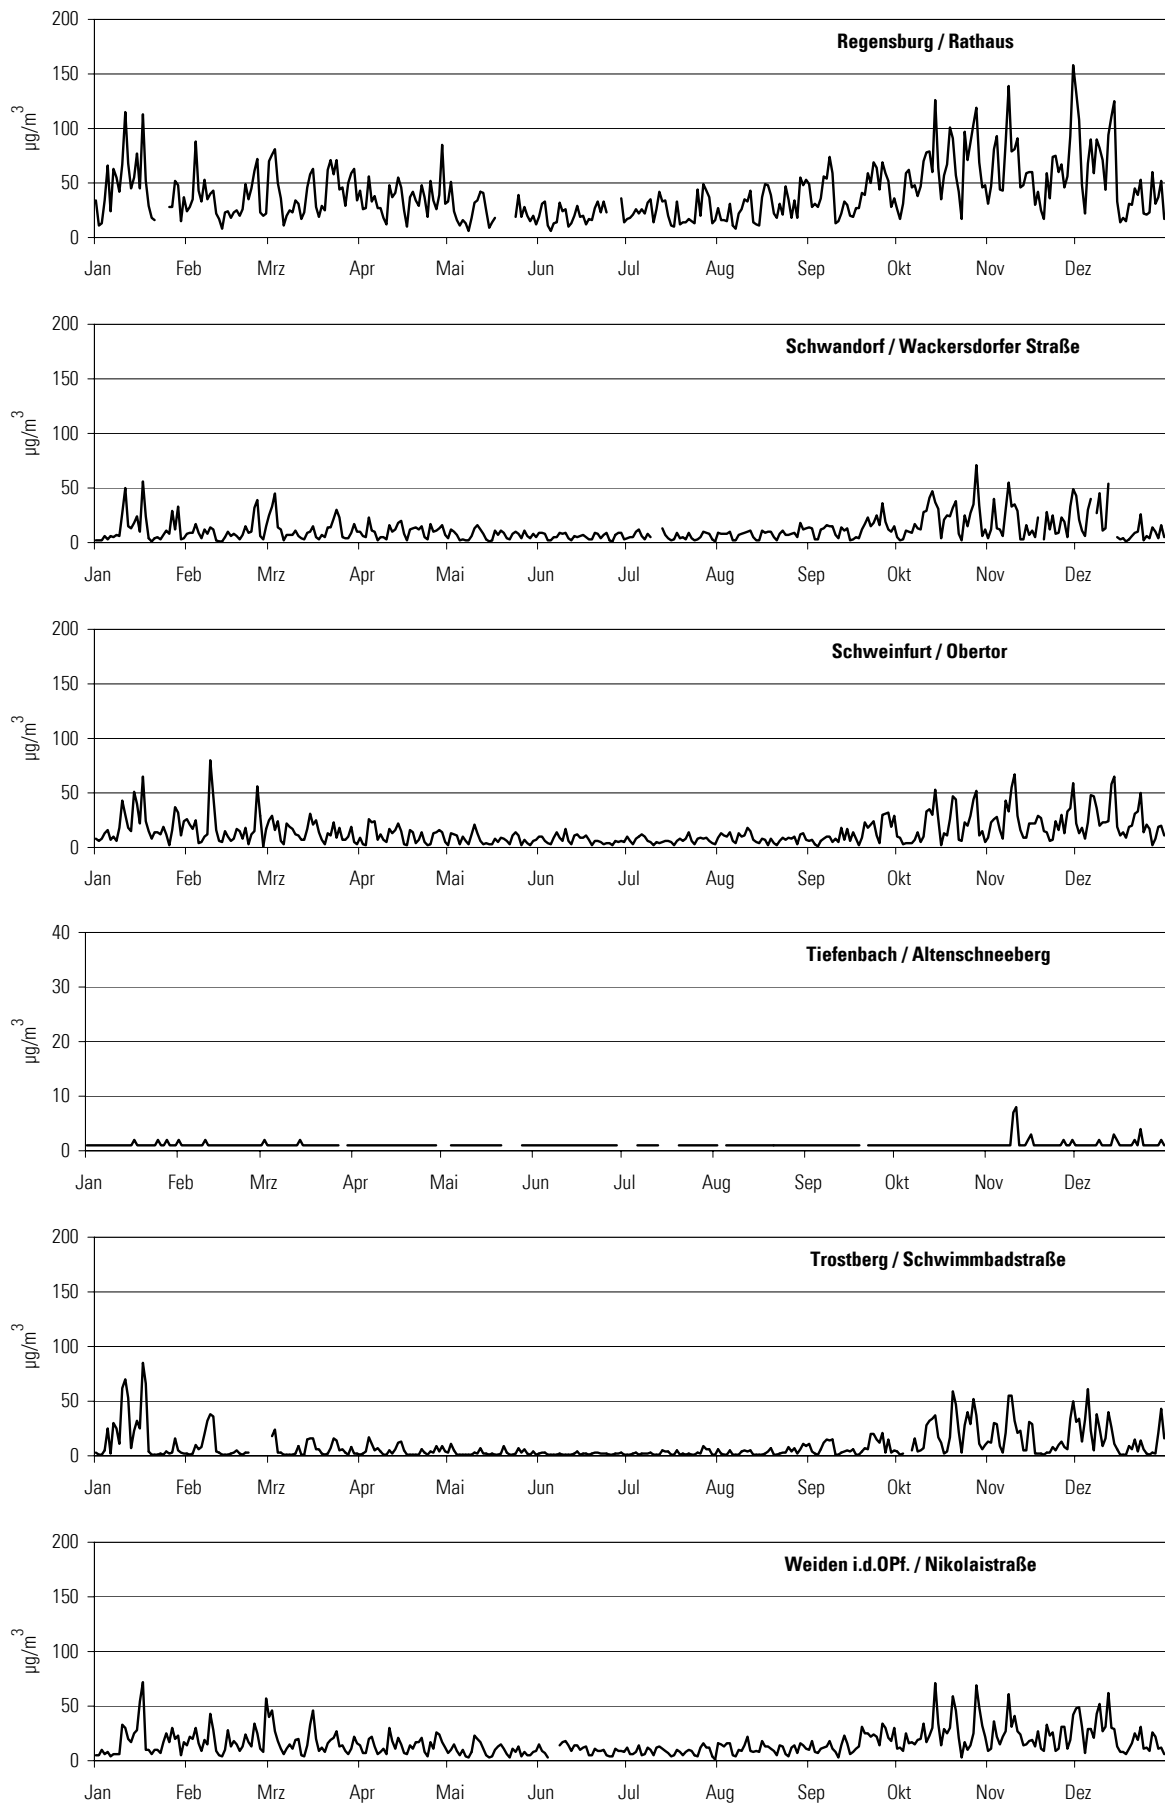 Regensburg / Rathaus
200
150
100
50
0
µg/m³
Jan Feb Mrz Apr Mai Jun Jul Aug Sep Okt Nov Dez
Schwandorf / Wackersdorfer Straße
200
150
100
50
0
µg/m³
Jan Feb Mrz Apr Mai Jun Jul Aug Sep Okt Nov Dez
Schweinfurt / Obertor
200
150
100
50
0
µg/m³
Jan Feb Mrz Apr Mai Jun Jul Aug Sep Okt Nov Dez
Tiefenbach / Altenschneeberg
40
30
20
10
0
µg/m³
Jan Feb Mrz Apr Mai Jun Jul Aug Sep Okt Nov Dez
Trostberg / Schwimmbadstraße
200
150
100
50
0
µg/m³
Jan Feb Mrz Apr Mai Jun Jul Aug Sep Okt Nov Dez
Weiden i.d.OPf. / Nikolaistraße
200
150
100
50
0
µg/m³
Jan Feb Mrz Apr Mai Jun Jul Aug Sep Okt Nov Dez